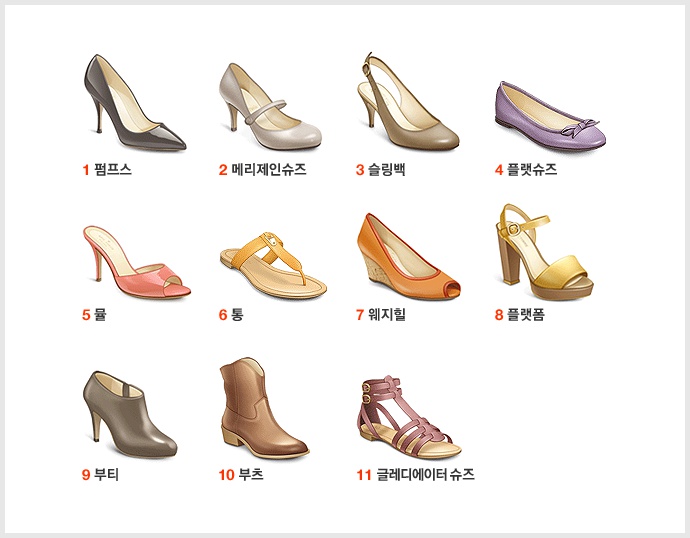 1 펌프스
2 메리제인슈즈
3 슬링백
4 플랫슈즈
5 뮬
6 통
7 웨지힐
8 플랫폼
9 부티
10 부츠
11 글레디에이터 슈즈